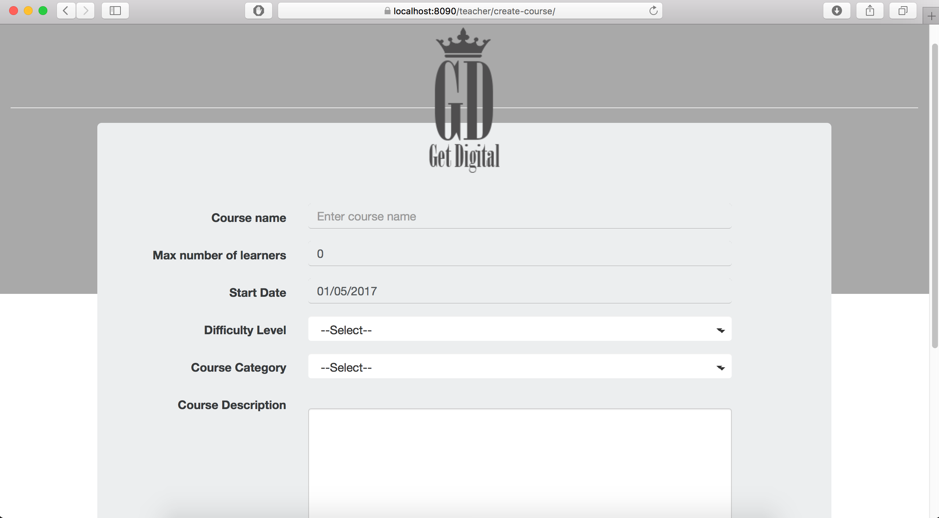 localhost:8090/teacher/create-course/
GD
Get Digital
Course name Enter course name
Max number of learners 0
Start Date 01/05/2017
Difficulty Level --Select--
Course Category --Select--
Course Description